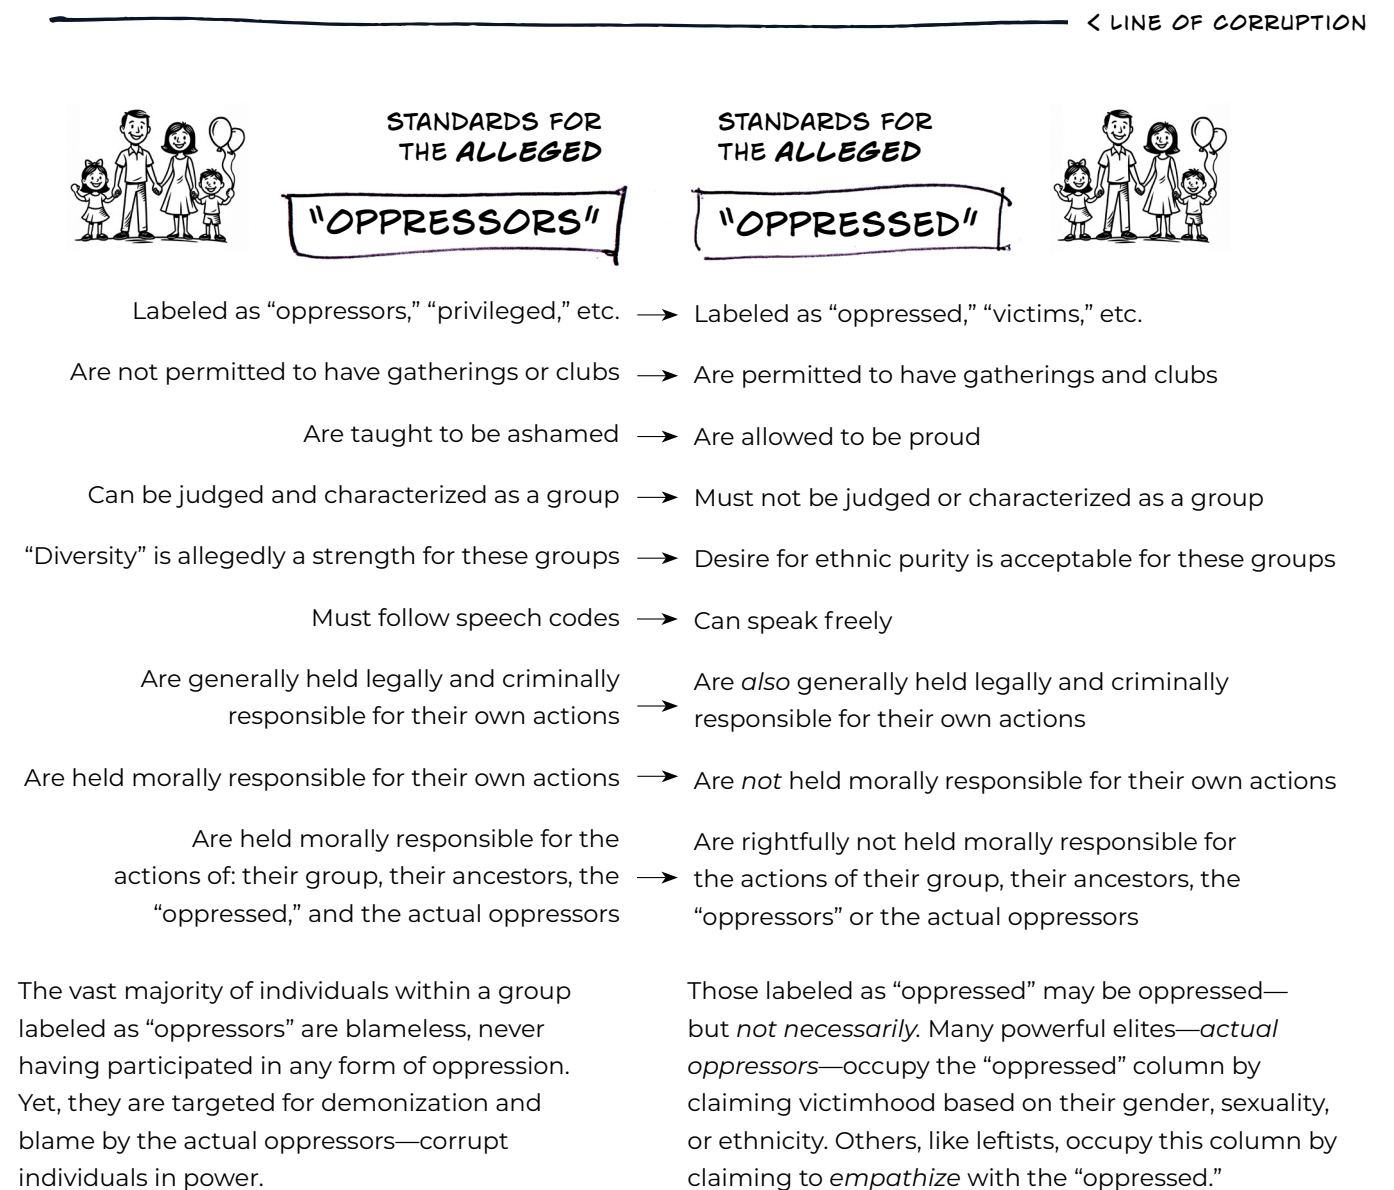 < LINE OF CORRUPTION
STANDARDS FOR
THE ALLEGED
"OPPRESSORS"
STANDARDS FOR
THE ALLEGED
"OPPRESSED"
Labeled as “oppressors,” “privileged,” etc. → Labeled as “oppressed,” “victims,” etc.
Are not permitted to have gatherings or clubs → Are permitted to have gatherings and clubs
Are taught to be ashamed → Are allowed to be proud
Can be judged and characterized as a group → Must not be judged or characterized as a group
“Diversity” is allegedly a strength for these groups → Desire for ethnic purity is acceptable for these groups
Must follow speech codes → Can speak freely
Are generally held legally and criminally
responsible for their own actions
→
Are also generally held legally and criminally
responsible for their own actions
Are held morally responsible for their own actions → Are not held morally responsible for their own actions
Are held morally responsible for the
actions of: their group, their ancestors, the
“oppressed,” and the actual oppressors
→
Are rightfully not held morally responsible for
the actions of their group, their ancestors, the
“oppressors” or the actual oppressors
The vast majority of individuals within a group
labeled as “oppressors” are blameless, never
having participated in any form of oppression.
Yet, they are targeted for demonization and
blame by the actual oppressors—corrupt
individuals in power.
Those labeled as “oppressed” may be oppressed—
but not necessarily. Many powerful elites—actual
oppressors—occupy the “oppressed” column by
claiming victimhood based on their gender, sexuality,
or ethnicity. Others, like leftists, occupy this column by
claiming to empathize with the “oppressed.”